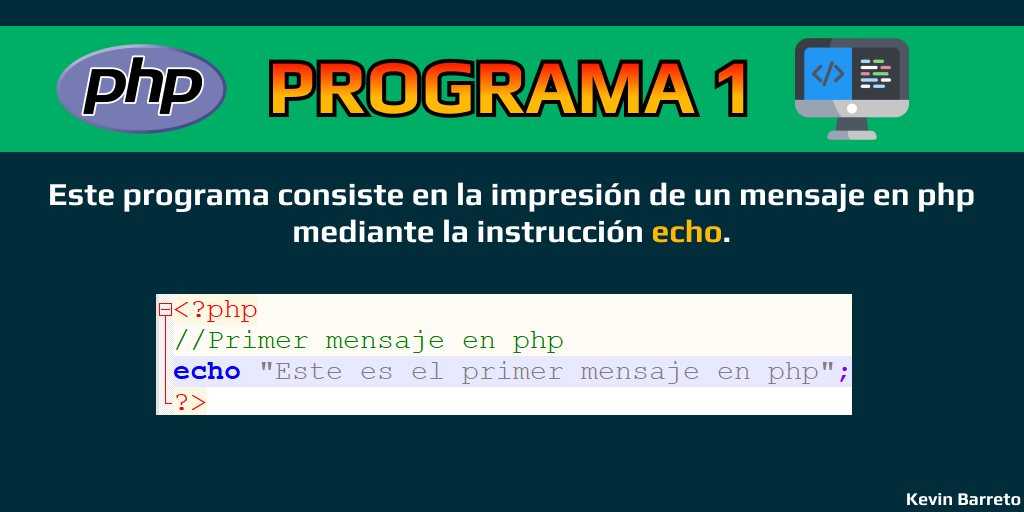 php
PROGRAMA 1
</>
Este programa consiste en la impresión de un mensaje en php
mediante la instrucción echo.
<?php
//Primer mensaje en php
echo "Este es el primer mensaje en php";
?>
Kevin Barreto